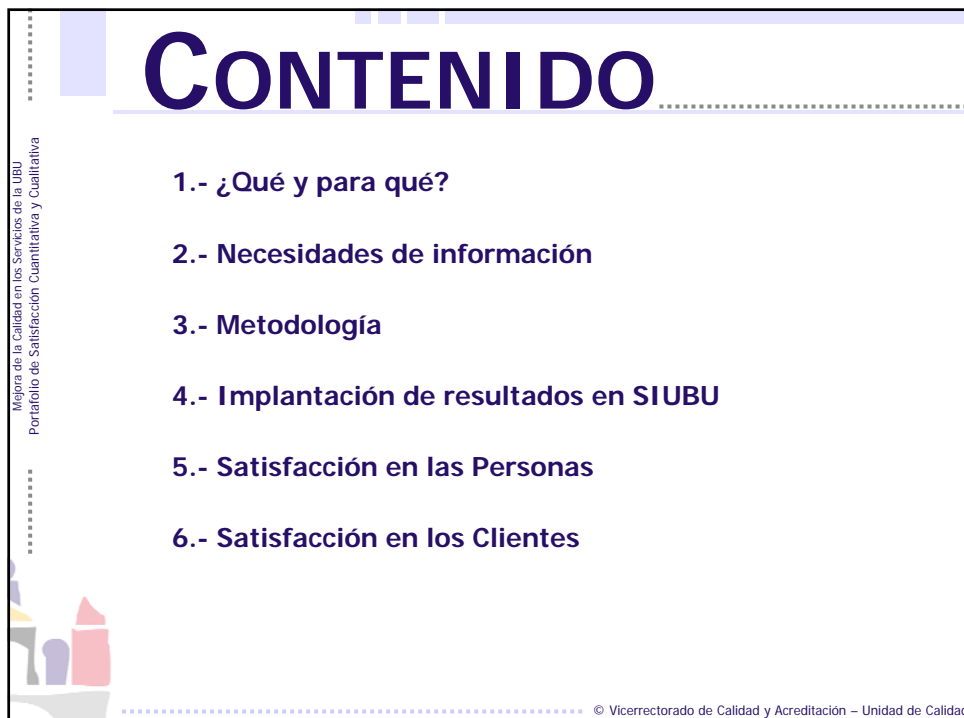 CONTENIDO
Mejora de la Calidad en los Servicios de la UBU
Portafolio de Satisfacción Cuantitativa y Cualitativa
1.- ¿Qué y para qué?
2.- Necesidades de información
3.- Metodología
4.- Implantación de resultados en SIUBU
5.- Satisfacción en las Personas
6.- Satisfacción en los Clientes
© Vicerrectorado de Calidad y Acreditación – Unidad de Calidad